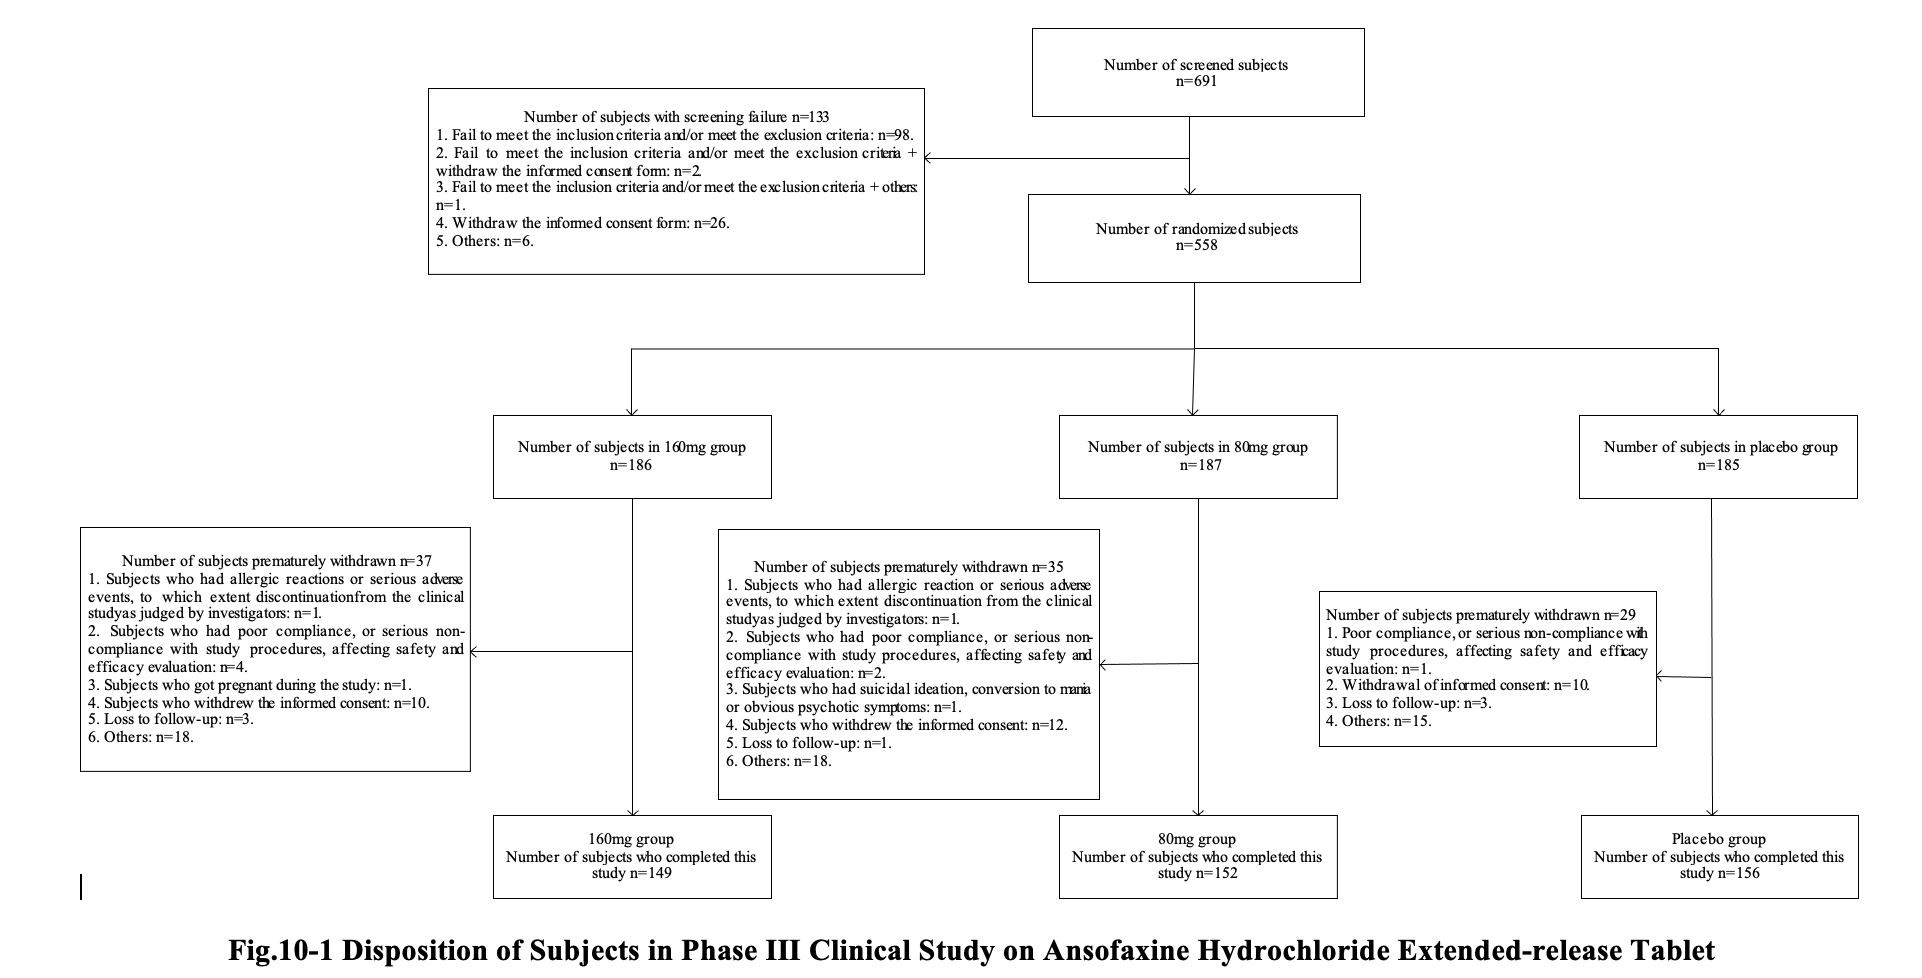 Number of screened subjects
n=691
Number of subjects with screening failure n=133
1. Fail to meet the inclusion criteria and/or meet the exclusion criteria: n=98.
2. Fail to meet the inclusion criteria and/or meet the exclusion criteria +
withdraw the informed consent form: n=2.
3. Fail to meet the inclusion criteria and/or meet the exclusion criteria + others:
n=1.
4. Withdraw the informed consent form: n=26.
5. Others: n=6.
Number of randomized subjects
n=558
Number of subjects in 160mg group
n=186
Number of subjects in 80mg group
n=187
Number of subjects in placebo group
n=185
Number of subjects prematurely withdrawn n=37
1. Subjects who had allergic reactions or serious adverse
events, to which extent discontinuationfrom the clinical
studyas judged by investigators: n=1.
2. Subjects who had poor compliance, or serious non-
compliance with study procedures, affecting safety and
efficacy evaluation: n=4.
3. Subjects who got pregnant during the study: n=1.
4. Subjects who withdrew the informed consent: n=10.
5. Loss to follow-up: n=3.
6. Others: n=18.
Number of subjects prematurely withdrawn n=35
1. Subjects who had allergic reaction or serious adverse
events, to which extent discontinuation from the clinical
studyas judged by investigators: n=1.
2. Subjects who had poor compliance, or serious non-
compliance with study procedures, affecting safety and
efficacy evaluation: n=2.
3. Subjects who had suicidal ideation, conversion to mania
or obvious psychotic symptoms: n=1.
4. Subjects who withdrew the informed consent: n=12.
5. Loss to follow-up: n=1.
6. Others: n=18.
Number of subjects prematurely withdrawn n=29
1. Poor compliance, or serious non-compliance with
study procedures, affecting safety and efficacy
evaluation: n=1.
2. Withdrawal of informed consent: n=10.
3. Loss to follow-up: n=3.
4. Others: n=15.
160mg group
Number of subjects who completed this
study n=149
80mg group
Number of subjects who completed this
study n=152
Placebo group
Number of subjects who completed this
study n=156
Fig.10-1 Disposition of Subjects in Phase III Clinical Study on Ansofaxine Hydrochloride Extended-release Tablet